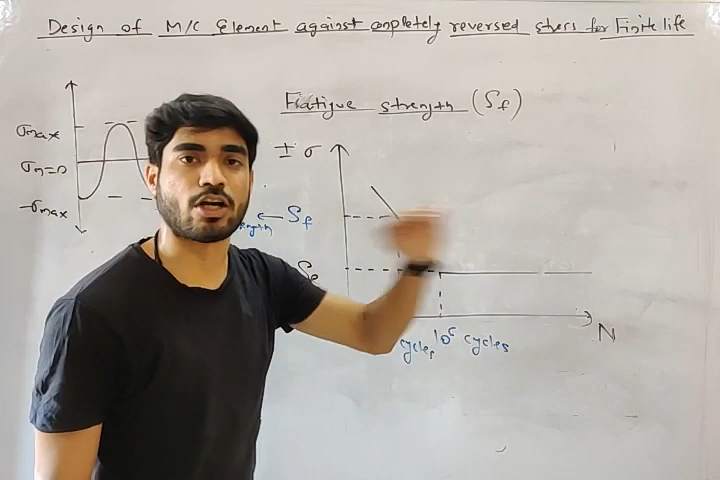 Design of M/C Element against completely reversed stress for Finite life
Fatigue strength (Sf)
σmax
± σ
σm=0
-σmax
← Sf
Se
N
cycles 10⁶ cycles